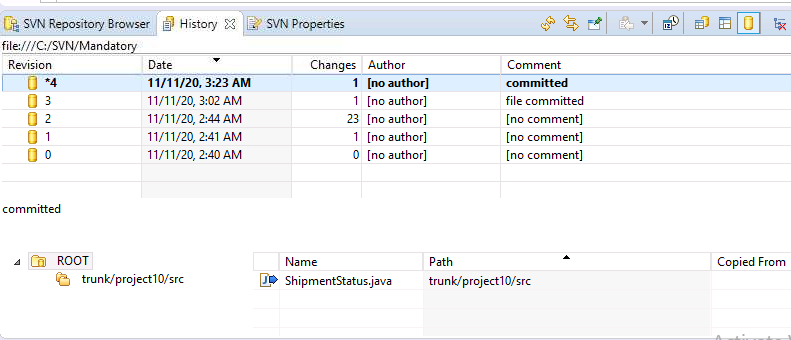 SVN Repository Browser History SVN Properties
file:///C:/SVN/Mandatory
Revision Date Changes Author Comment
*4 11/11/20, 3:23 AM 1 [no author] committed
3 11/11/20, 3:02 AM 1 [no author] file committed
2 11/11/20, 2:44 AM 23 [no author] [no comment]
1 11/11/20, 2:41 AM 1 [no author] [no comment]
0 11/11/20, 2:40 AM 0 [no author] [no comment]
committed
ROOT
trunk/project10/src
Name Path Copied From
ShipmentStatus.java trunk/project10/src